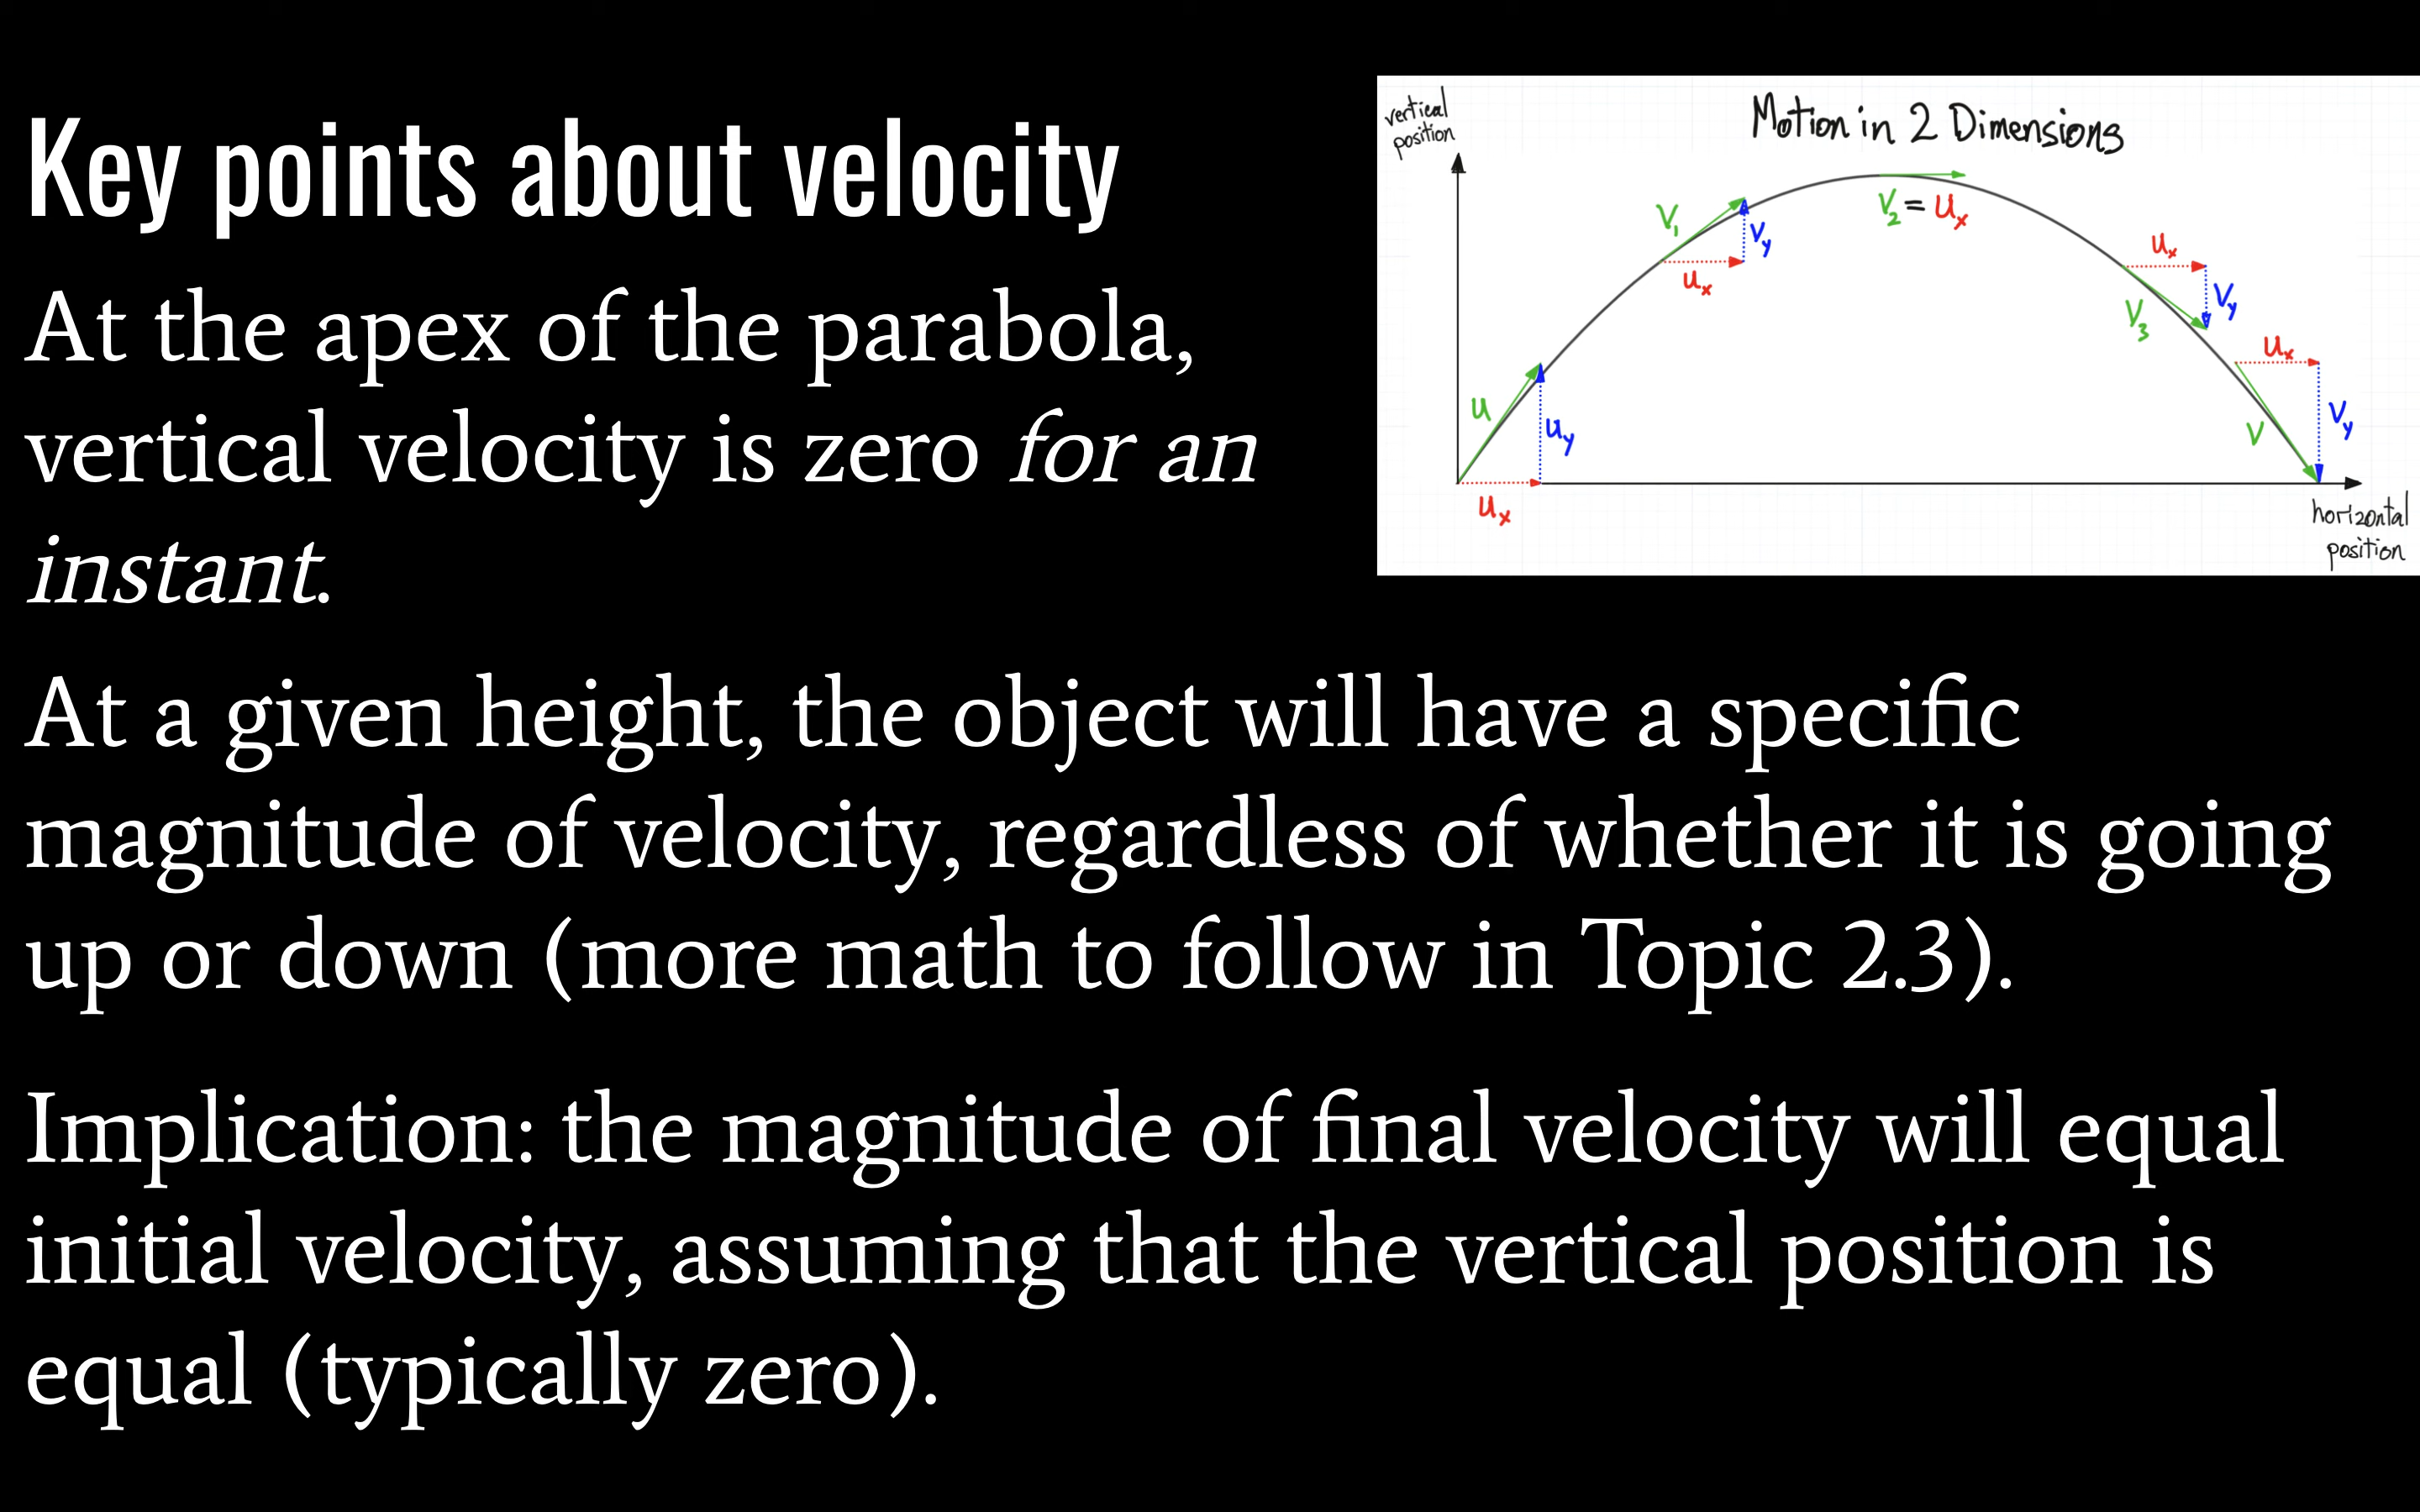 Key points about velocity
At the apex of the parabola,
vertical velocity is zero for an
instant.
At a given height, the object will have a specific
magnitude of velocity, regardless of whether it is going
up or down (more math to follow in Topic 2.3).
Implication: the magnitude of final velocity will equal
initial velocity, assuming that the vertical position is
equal (typically zero).
vertical
position
Motion in 2 Dimensions
V₁
Vy
uₓ
V₂ = uₓ
uₓ
Vy
V₃
uₓ
u
uy
V
Vy
uₓ
horizontal
position